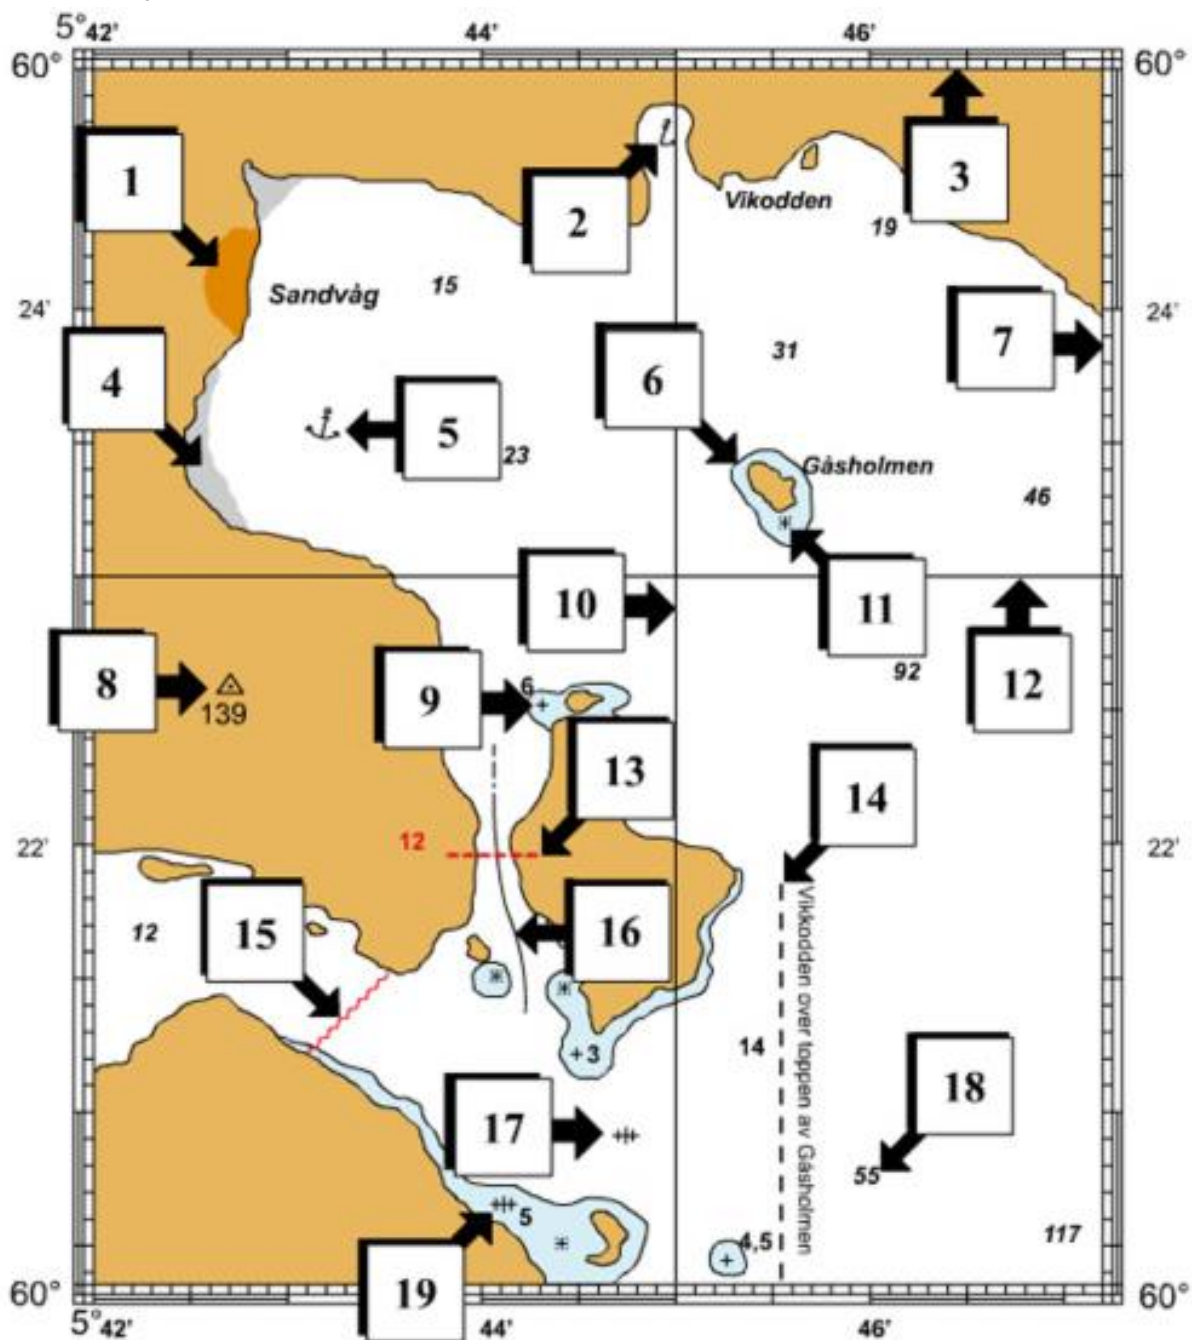 5° 42' 44' 46'
60° 60°
1 2 3
Vikodden
19
Sandvåg 15
24' 24'
31
4 5 6 7
23
Gåsholmen
46
10 11 12
92
8 9
6
139
13 14
12
22' 22'
12
15 16
Vikkodden over toppen av Gåsholmen
14
3
17 18
55
5
4,5
117
19
60° 60°
5° 42' 44' 46'